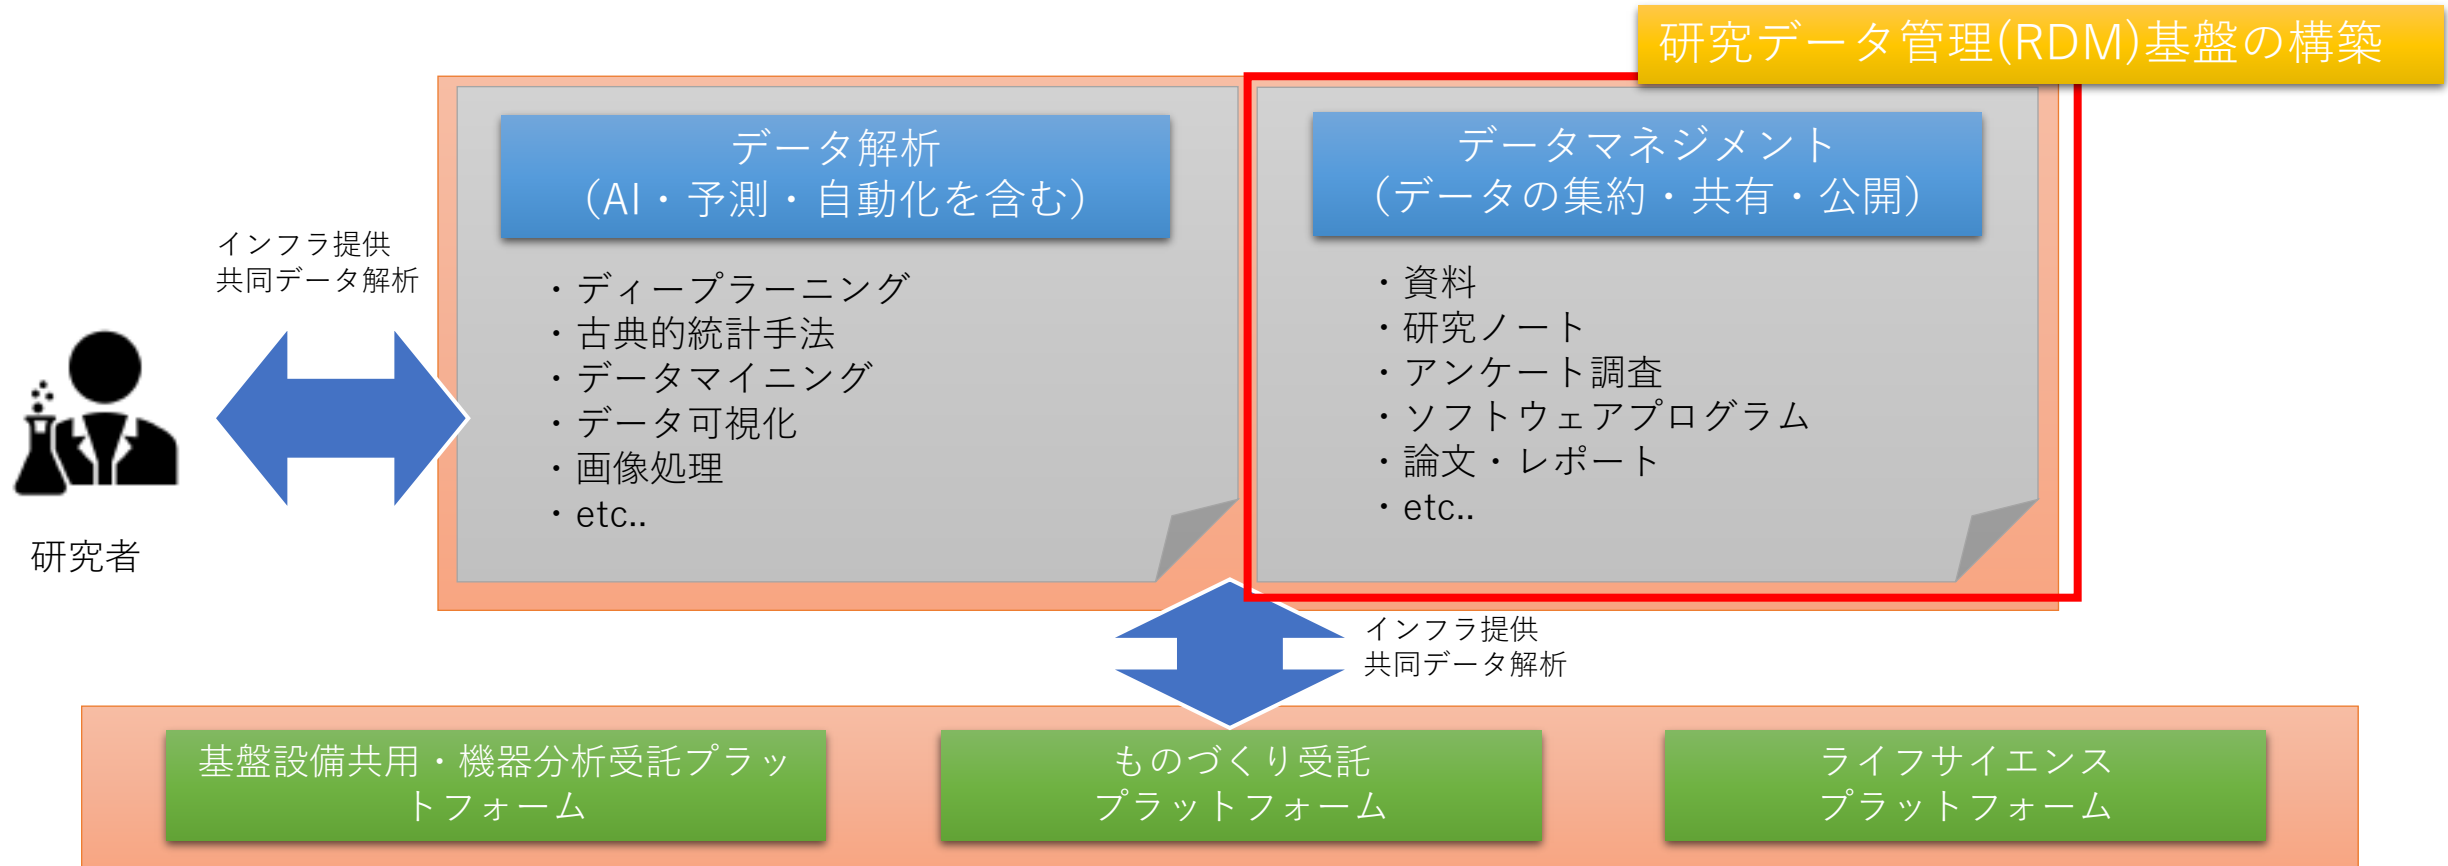 研究データ管理(RDM)基盤の構築
データ解析
（AI・予測・自動化を含む）
・ディープラーニング
・古典的統計手法
・データマイニング
・データ可視化
・画像処理
・etc..
データマネジメント
（データの集約・共有・公開）
・資料
・研究ノート
・アンケート調査
・ソフトウェアプログラム
・論文・レポート
・etc..
インフラ提供
共同データ解析
研究者
インフラ提供
共同データ解析
基盤設備共用・機器分析受託プラッ
トフォーム
ものづくり受託
プラットフォーム
ライフサイエンス
プラットフォーム